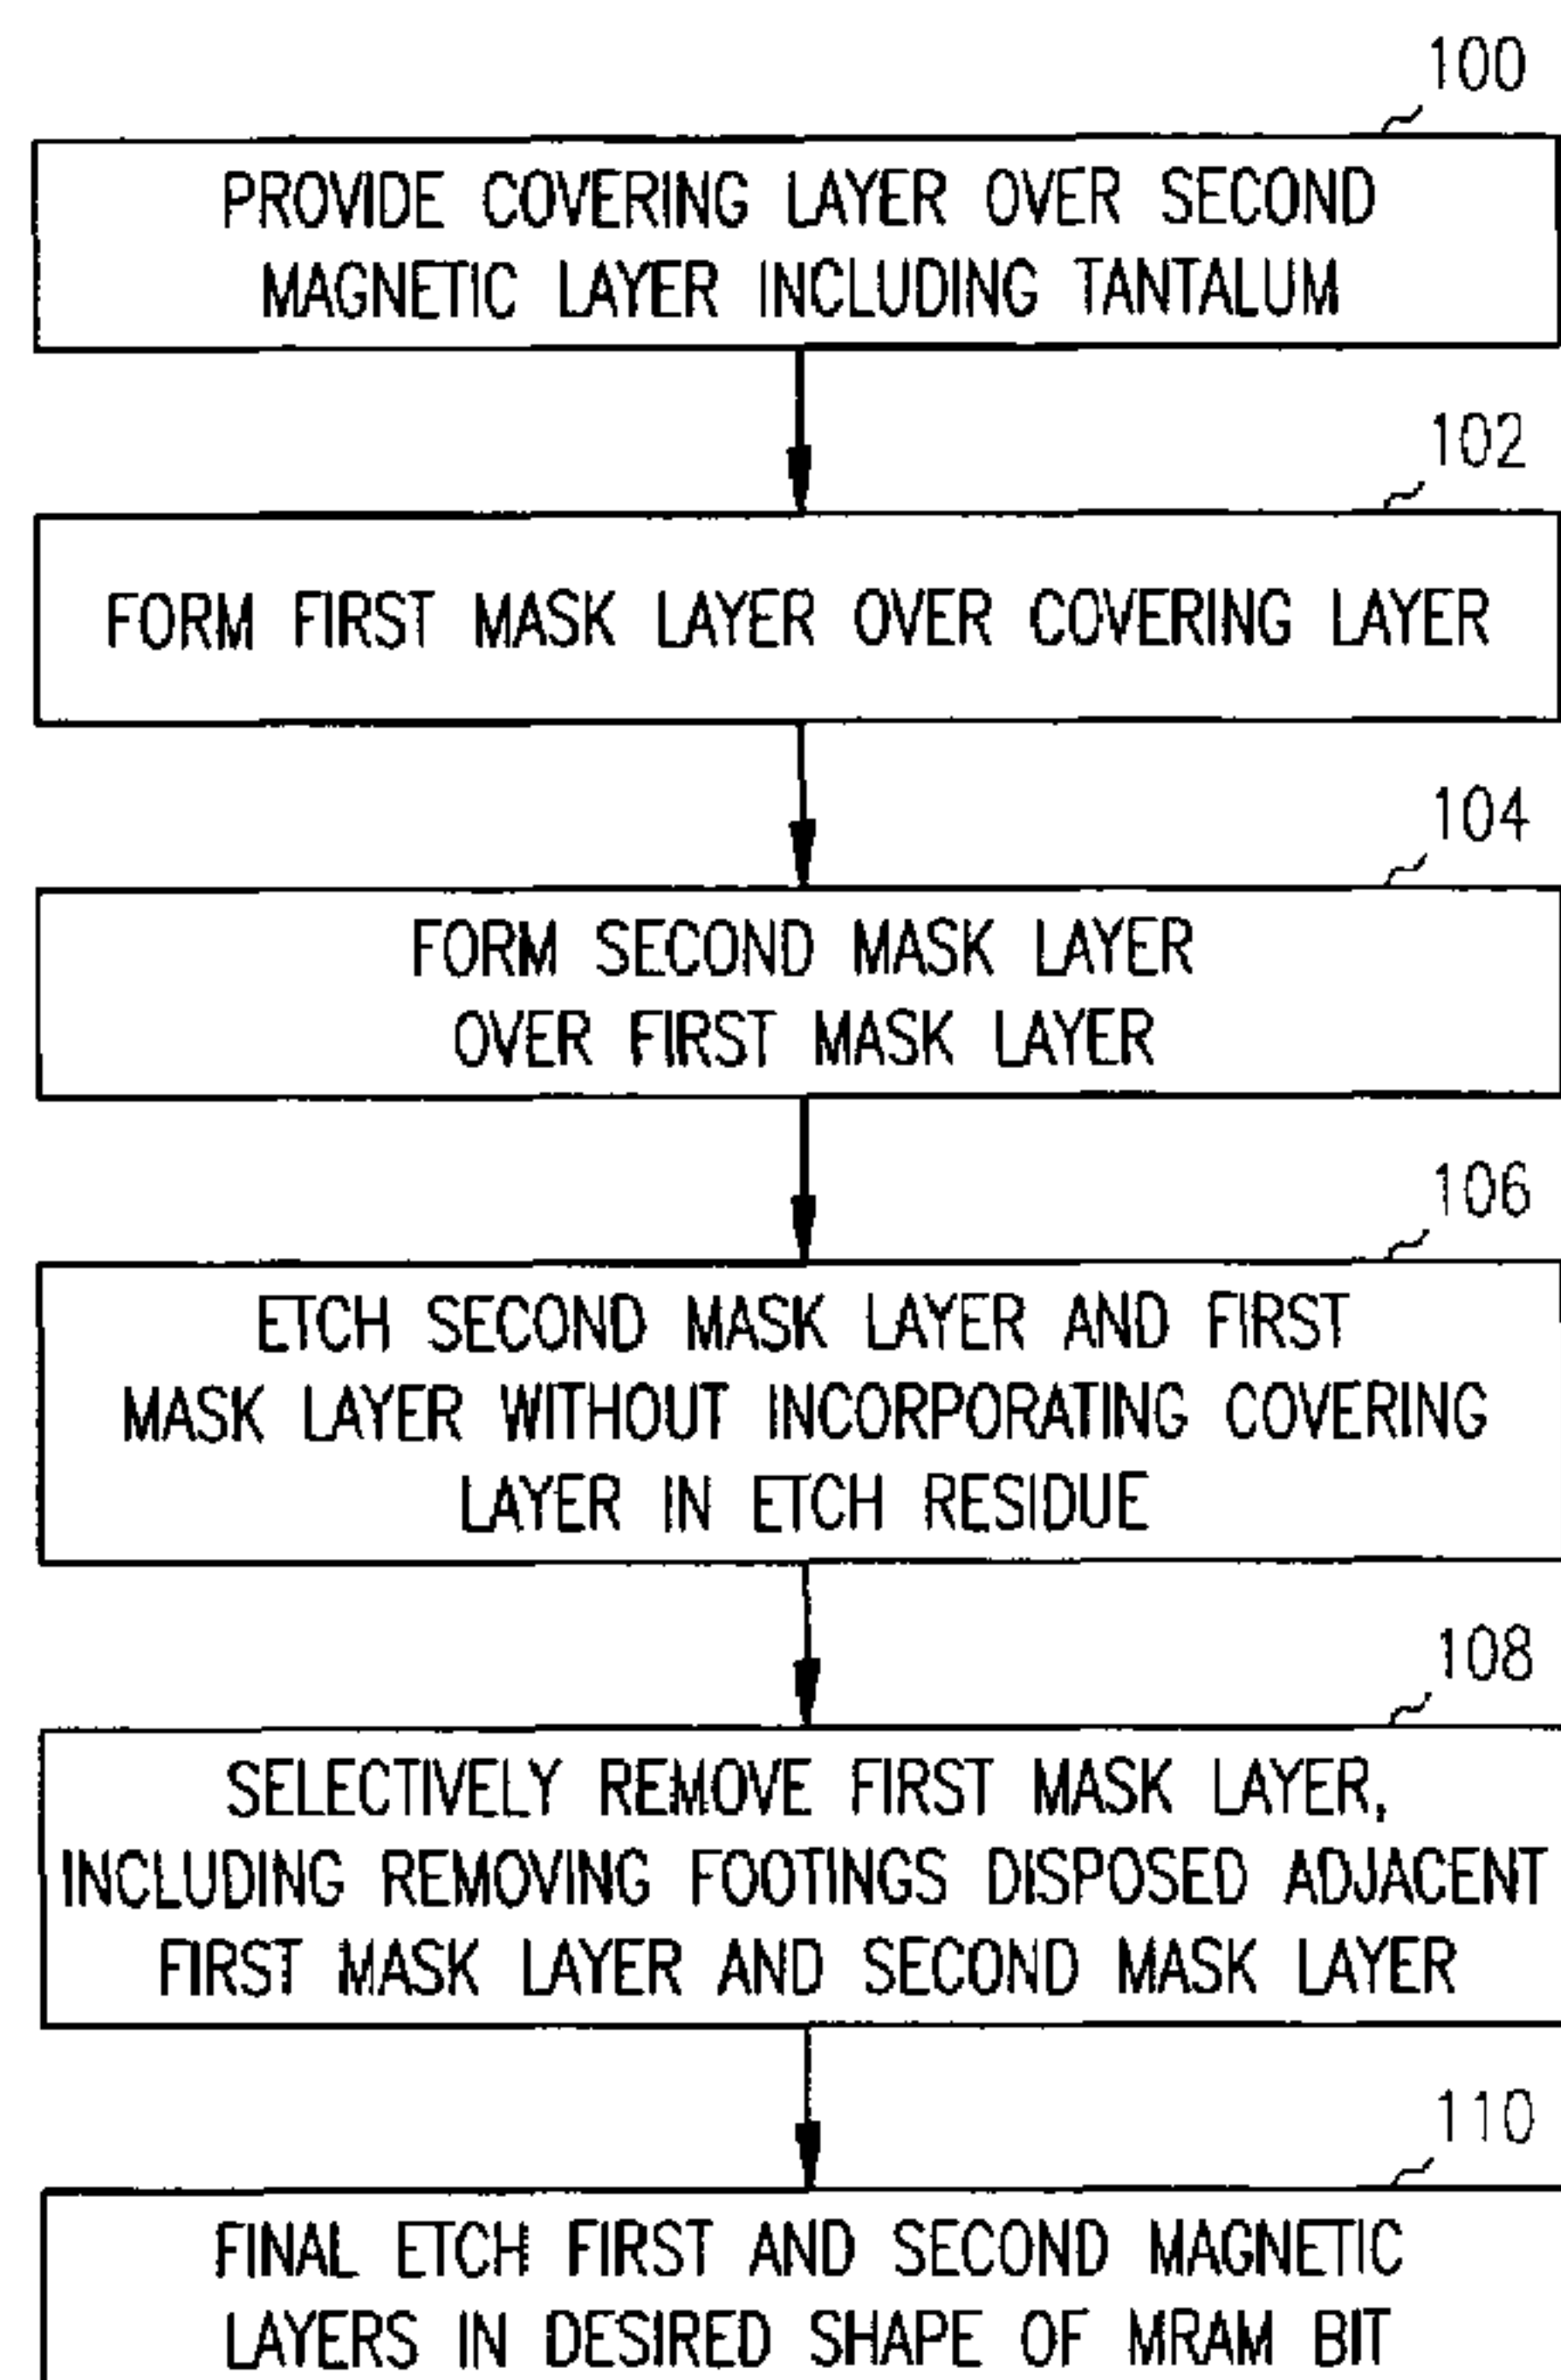 100
PROVIDE COVERING LAYER OVER SECOND
MAGNETIC LAYER INCLUDING TANTALUM
102
FORM FIRST MASK LAYER OVER COVERING LAYER
104
FORM SECOND MASK LAYER
OVER FIRST MASK LAYER
106
ETCH SECOND MASK LAYER AND FIRST
MASK LAYER WITHOUT INCORPORATING COVERING
LAYER IN ETCH RESIDUE
108
SELECTIVELY REMOVE FIRST MASK LAYER,
INCLUDING REMOVING FOOTINGS DISPOSED ADJACENT
FIRST MASK LAYER AND SECOND MASK LAYER
110
FINAL ETCH FIRST AND SECOND MAGNETIC
LAYERS IN DESIRED SHAPE OF MRAM BIT